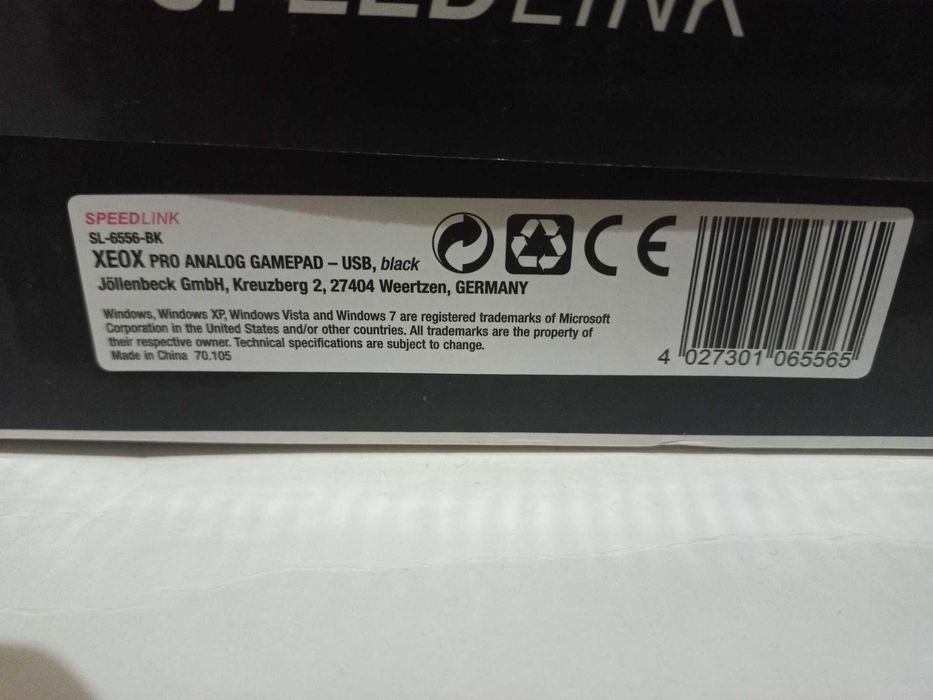 SPEEDLINK
SPEEDLINK
SL-6556-BK
XEOX PRO ANALOG GAMEPAD – USB, black
Jöllenbeck GmbH, Kreuzberg 2, 27404 Weertzen, GERMANY
Windows, Windows XP, Windows Vista and Windows 7 are registered trademarks of Microsoft
Corporation in the United States and/or other countries. All trademarks are the property of
their respective owner. Technical specifications are subject to change.
Made in China 70.105
CE
4 027301 065565